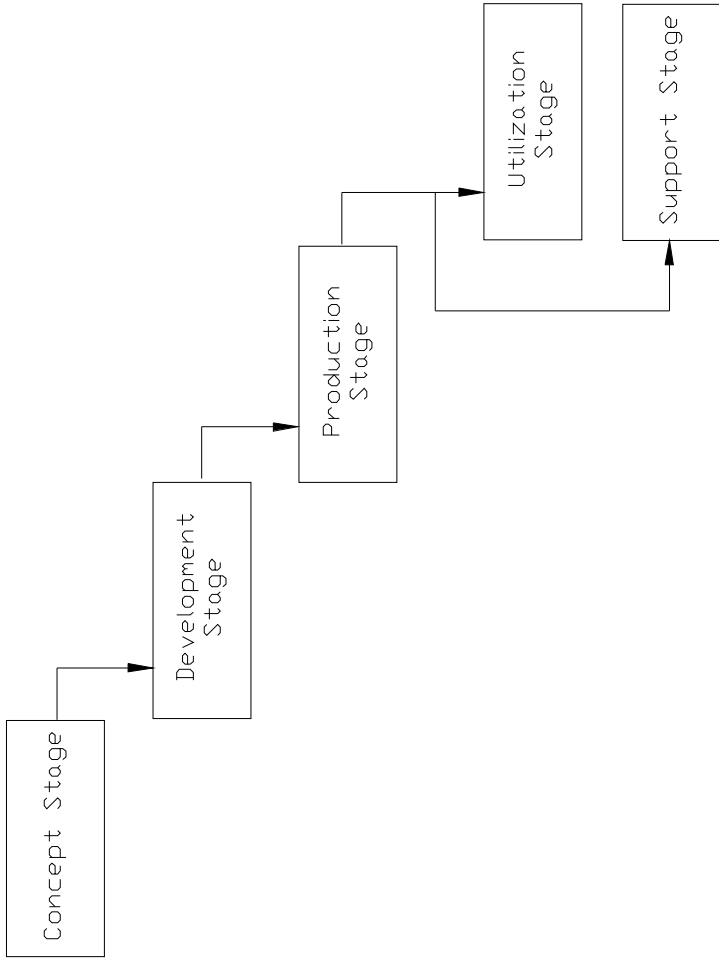 Concept Stage
Development
Stage
Production
Stage
Utilization
Stage
Support Stage